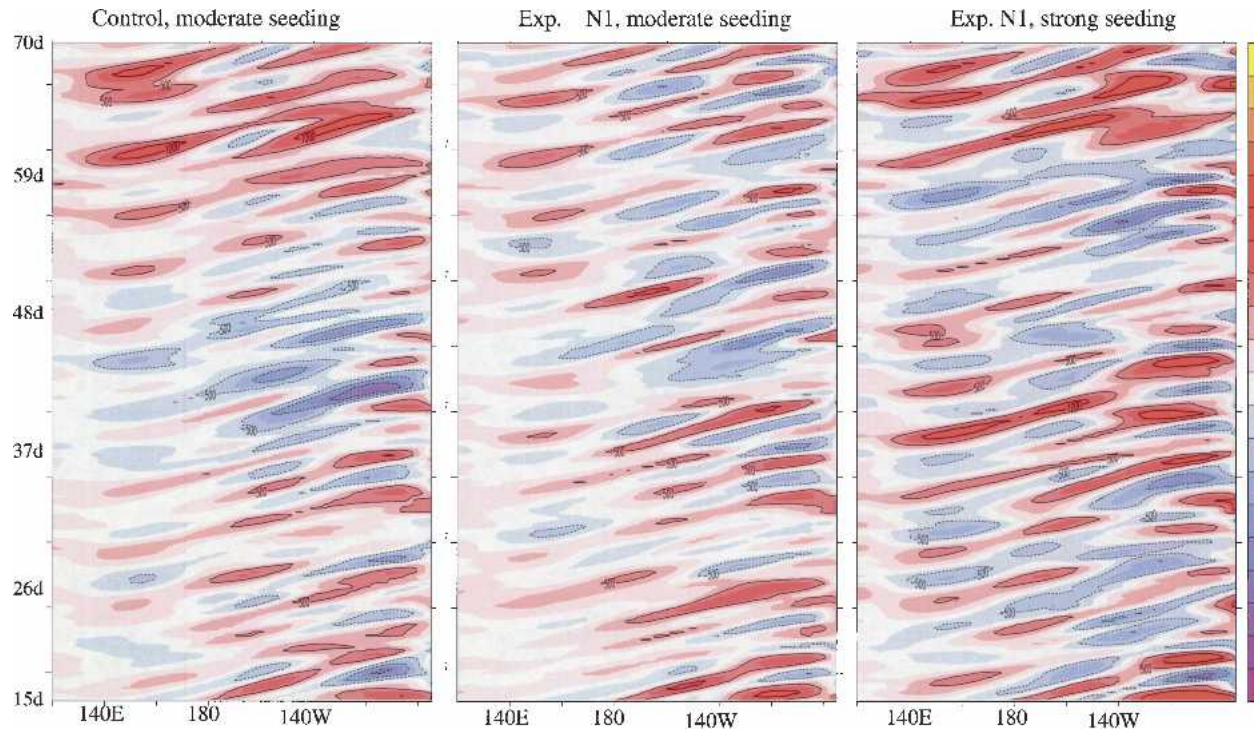 Control, moderate seeding
Exp. N1, moderate seeding
Exp. N1, strong seeding
70d
59d
48d
37d
26d
15d
140E 180 140W
140E 180 140W
140E 180 140W